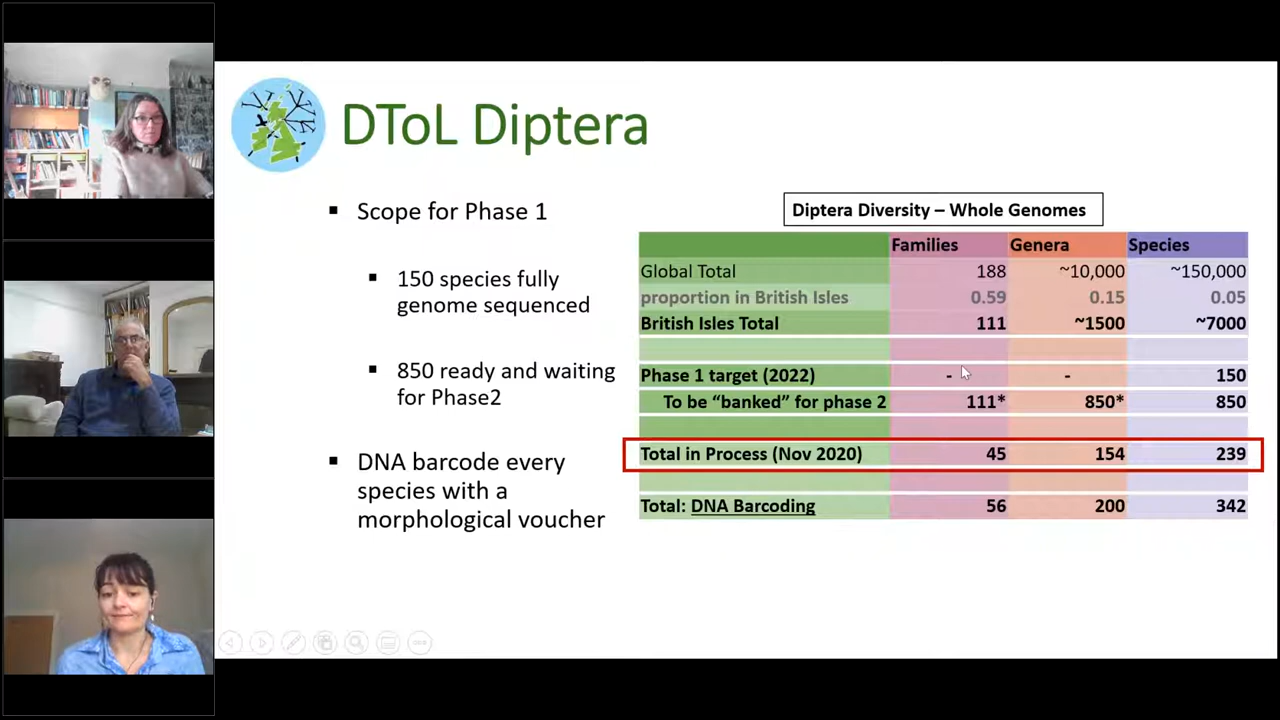 DToL Diptera
▪ Scope for Phase 1
▪ 150 species fully
genome sequenced
▪ 850 ready and waiting
for Phase2
▪ DNA barcode every
species with a
morphological voucher
Diptera Diversity – Whole Genomes
Families Genera Species
Global Total 188 ~10,000 ~150,000
proportion in British Isles 0.59 0.15 0.05
British Isles Total 111 ~1500 ~7000
Phase 1 target (2022) - - 150
To be “banked” for phase 2 111* 850* 850
Total in Process (Nov 2020) 45 154 239
Total: DNA Barcoding 56 200 342